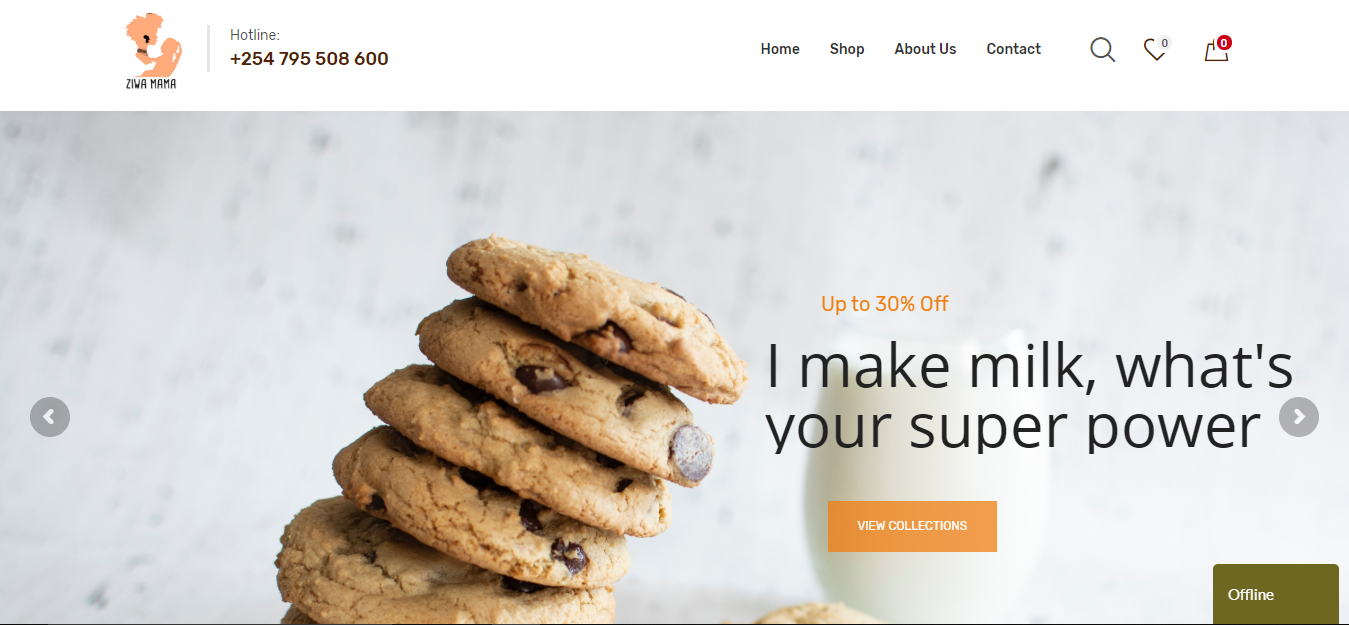 ZIWA MAMA
Hotline:
+254 795 508 600
Home
Shop
About Us
Contact
0
0
Up to 30% Off
I make milk, what's
your super power
VIEW COLLECTIONS
Offline